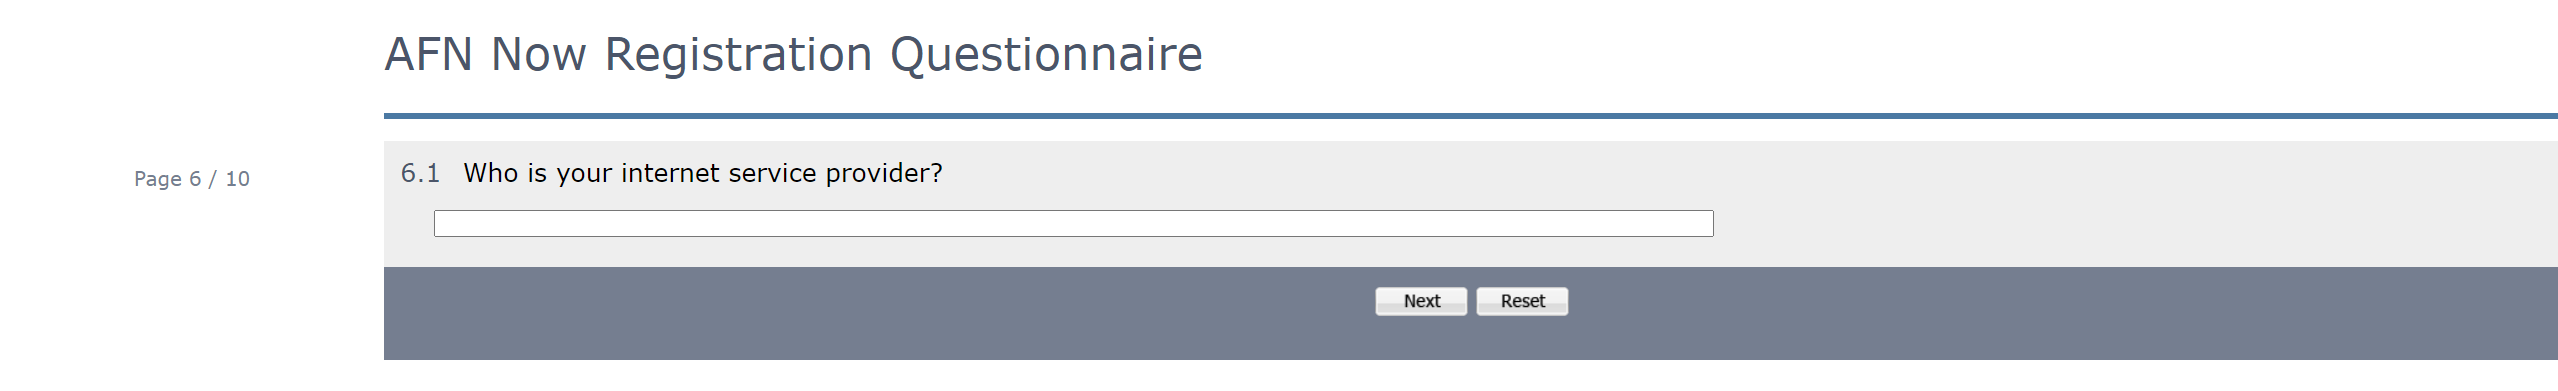 AFN Now Registration Questionnaire
Page 6 / 10
6.1 Who is your internet service provider?
Next Reset